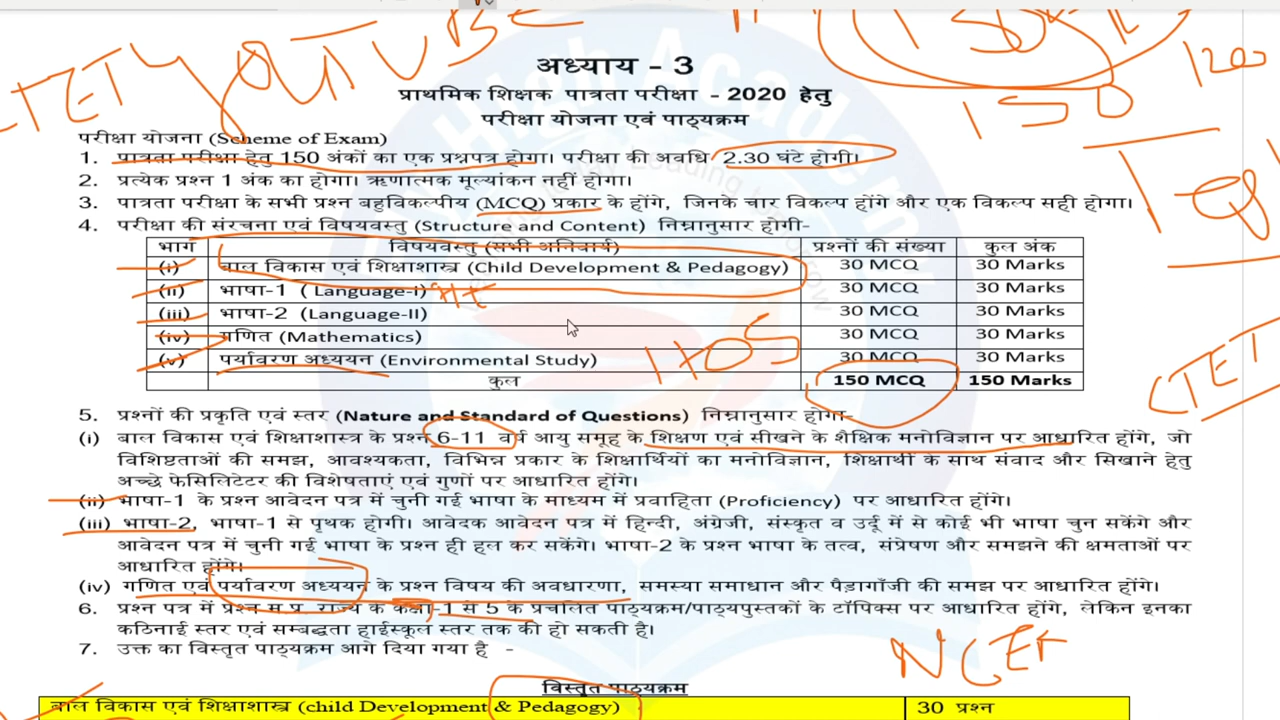 CTET YOUTUBE
150
1200
150
अध्याय - 3
प्राथमिक शिक्षक पात्रता परीक्षा - 2020 हेतु
परीक्षा योजना एवं पाठ्यक्रम
परीक्षा योजना (Scheme of Exam)
1. पात्रता परीक्षा हेतु 150 अंकों का एक प्रश्नपत्र होगा। परीक्षा की अवधि 2.30 घंटे होगी।
2. प्रत्येक प्रश्न 1 अंक का होगा। ऋणात्मक मूल्यांकन नहीं होगा।
3. पात्रता परीक्षा के सभी प्रश्न बहुविकल्पीय (MCQ) प्रकार के होंगे, जिनके चार विकल्प होंगे और एक विकल्प सही होगा।
4. परीक्षा की संरचना एवं विषयवस्तु (Structure and Content) निम्नानुसार होगी-
भाग विषयवस्तु (सभी अनिवार्य) प्रश्नों की संख्या कुल अंक
(i) बाल विकास एवं शिक्षाशास्त्र (Child Development & Pedagogy) 30 MCQ 30 Marks
(ii) भाषा-1 ( Language-I) 30 MCQ 30 Marks
(iii) भाषा-2 (Language-II) 30 MCQ 30 Marks
(iv) गणित (Mathematics) 30 MCQ 30 Marks
(v) पर्यावरण अध्ययन (Environmental Study) 30 MCQ 30 Marks
कुल 150 MCQ 150 Marks
CTET
5. प्रश्नों की प्रकृति एवं स्तर (Nature and Standard of Questions) निम्नानुसार होगा-
(i) बाल विकास एवं शिक्षाशास्त्र के प्रश्न 6-11 वर्ष आयु समूह के शिक्षण एवं सीखने के शैक्षिक मनोविज्ञान पर आधारित होंगे, जो
विशिष्टताओं की समझ, आवश्यकता, विभिन्न प्रकार के शिक्षार्थियों का मनोविज्ञान, शिक्षार्थी के साथ संवाद और सिखाने हेतु
अच्छे फेसिलिटेटर की विशेषताएं एवं गुणों पर आधारित होंगे।
(ii) भाषा-1 के प्रश्न आवेदन पत्र में चुनी गई भाषा के माध्यम में प्रवाहिता (Proficiency) पर आधारित होंगे।
(iii) भाषा-2, भाषा-1 से पृथक होगी। आवेदक आवेदन पत्र में हिन्दी, अंग्रेजी, संस्कृत व उर्दू में से कोई भी भाषा चुन सकेंगे और
आवेदन पत्र में चुनी गई भाषा के प्रश्न ही हल कर सकेंगे। भाषा-2 के प्रश्न भाषा के तत्व, संप्रेषण और समझने की क्षमताओं पर
आधारित होंगे।
(iv) गणित एवं पर्यावरण अध्ययन के प्रश्न विषय की अवधारणा, समस्या समाधान और पैड़ागाँजी की समझ पर आधारित होंगे।
6. प्रश्न पत्र में प्रश्न म.प्र. राज्य के कक्षा-1 से 5 के प्रचलित पाठ्यक्रम/पाठ्यपुस्तकों के टॉपिक्स पर आधारित होंगे, लेकिन इनका
कठिनाई स्तर एवं सम्बद्धता हाईस्कूल स्तर तक की हो सकती है।
7. उक्त का विस्तृत पाठ्यक्रम आगे दिया गया है -
विस्तृत पाठ्यक्रम
बाल विकास एवं शिक्षाशास्त्र (child Development & Pedagogy) 30 प्रश्न